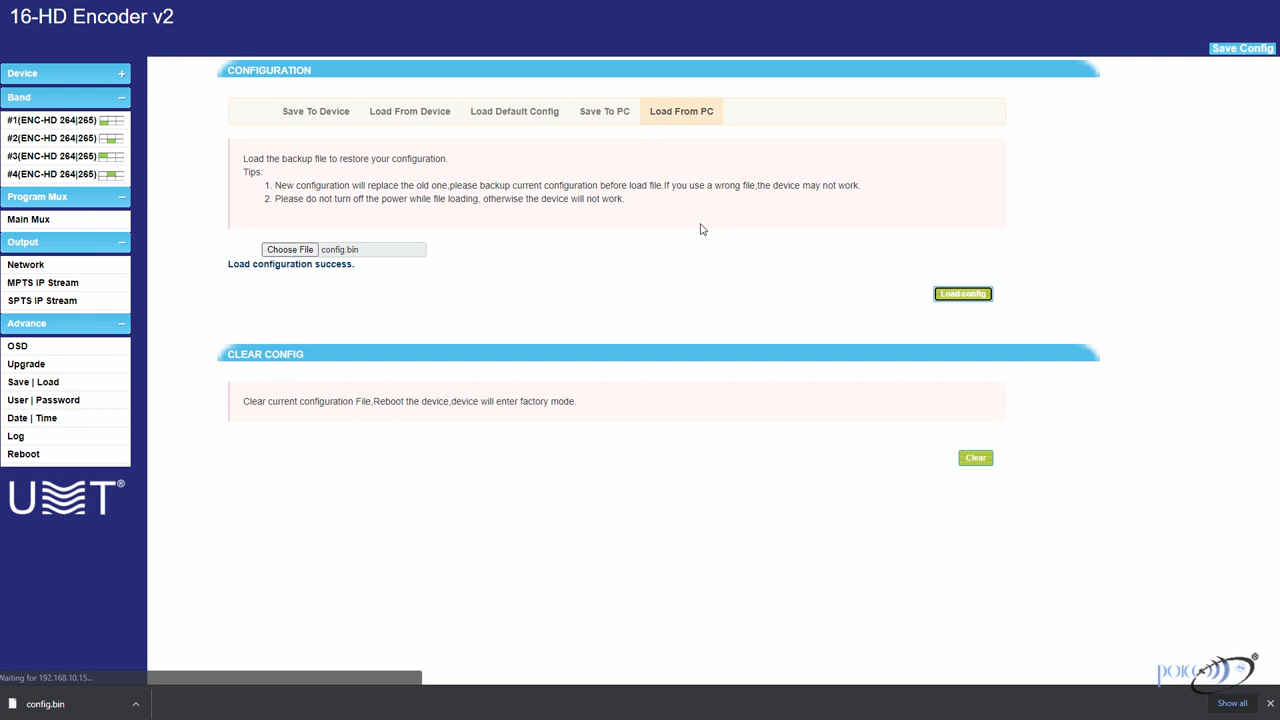 16-HD Encoder v2
Save Config
Device
Band
#1(ENC-HD 264|265)
#2(ENC-HD 264|265)
#3(ENC-HD 264|265)
#4(ENC-HD 264|265)
Program Mux
Main Mux
Output
Network
MPTS IP Stream
SPTS IP Stream
Advance
OSD
Upgrade
Save | Load
User | Password
Date | Time
Log
Reboot
UMT®
CONFIGURATION
Save To Device Load From Device Load Default Config Save To PC Load From PC
Load the backup file to restore your configuration.
Tips:
1. New configuration will replace the old one,please backup current configuration before load file.If you use a wrong file,the device may not work.
2. Please do not turn off the power while file loading, otherwise the device will not work.
Choose File config.bin
Load configuration success.
Load config
CLEAR CONFIG
Clear current configuration File,Reboot the device,device will enter factory mode.
Clear
Waiting for 192.168.10.15...
config.bin
Show all